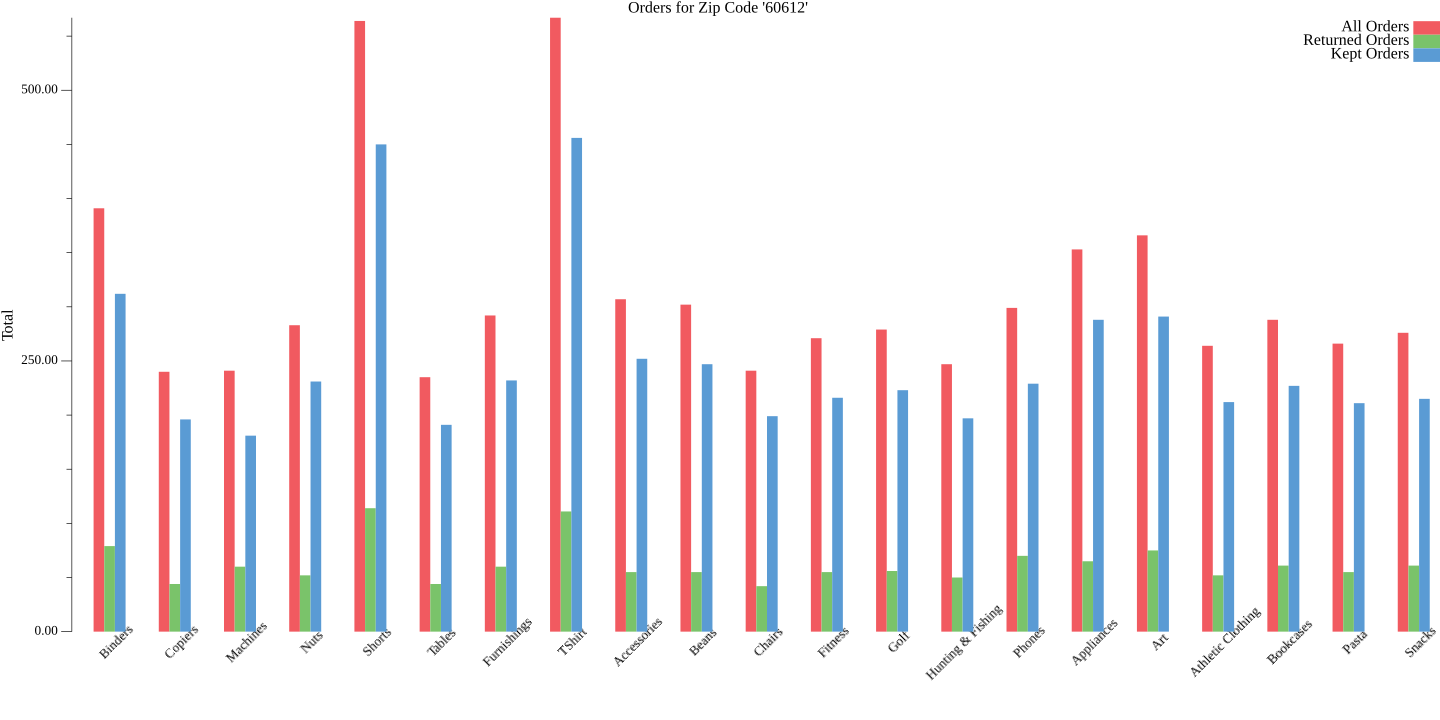 Orders for Zip Code '60612'
All Orders
Returned Orders
Kept Orders
Total
500.00
250.00
0.00
Binders
Copiers
Machines
Nuts
Shorts
Tables
Furnishings
TShirt
Accessories
Beans
Chairs
Fitness
Golf
Hunting & Fishing
Phones
Appliances
Art
Athletic Clothing
Bookcases
Pasta
Snacks